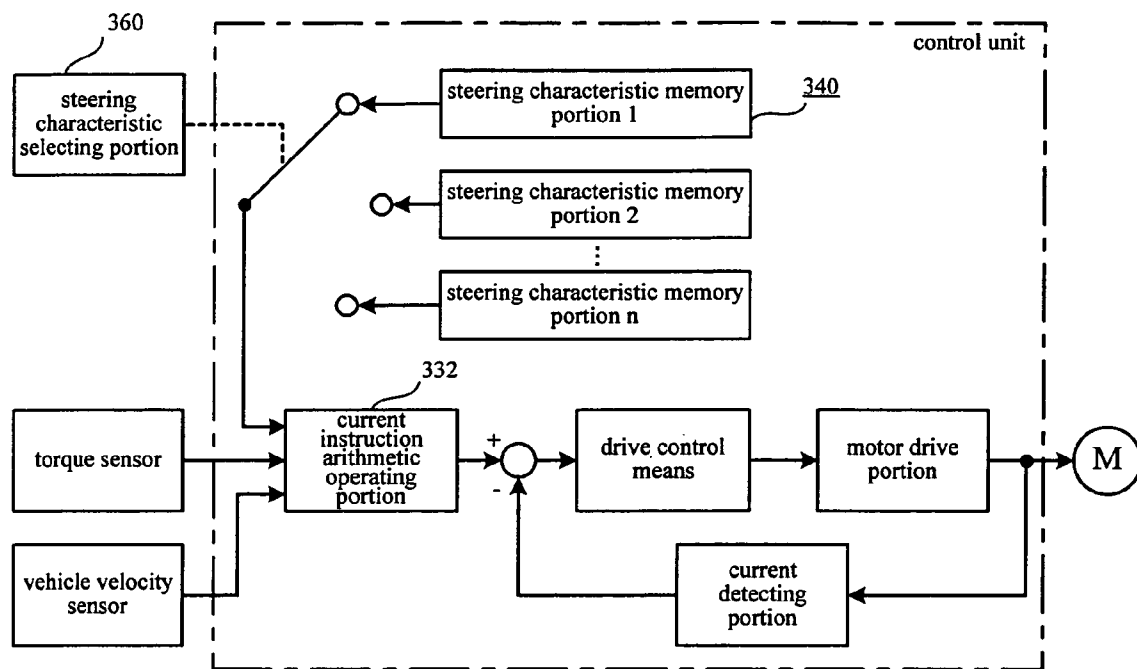 360
control unit
steering
characteristic
selecting portion
steering characteristic memory
portion 1
340
steering characteristic memory
portion 2
⋮
steering characteristic memory
portion n
332
torque sensor
current
instruction
arithmetic
operating
portion
+
-
drive control
means
motor drive
portion
M
vehicle velocity
sensor
current
detecting
portion